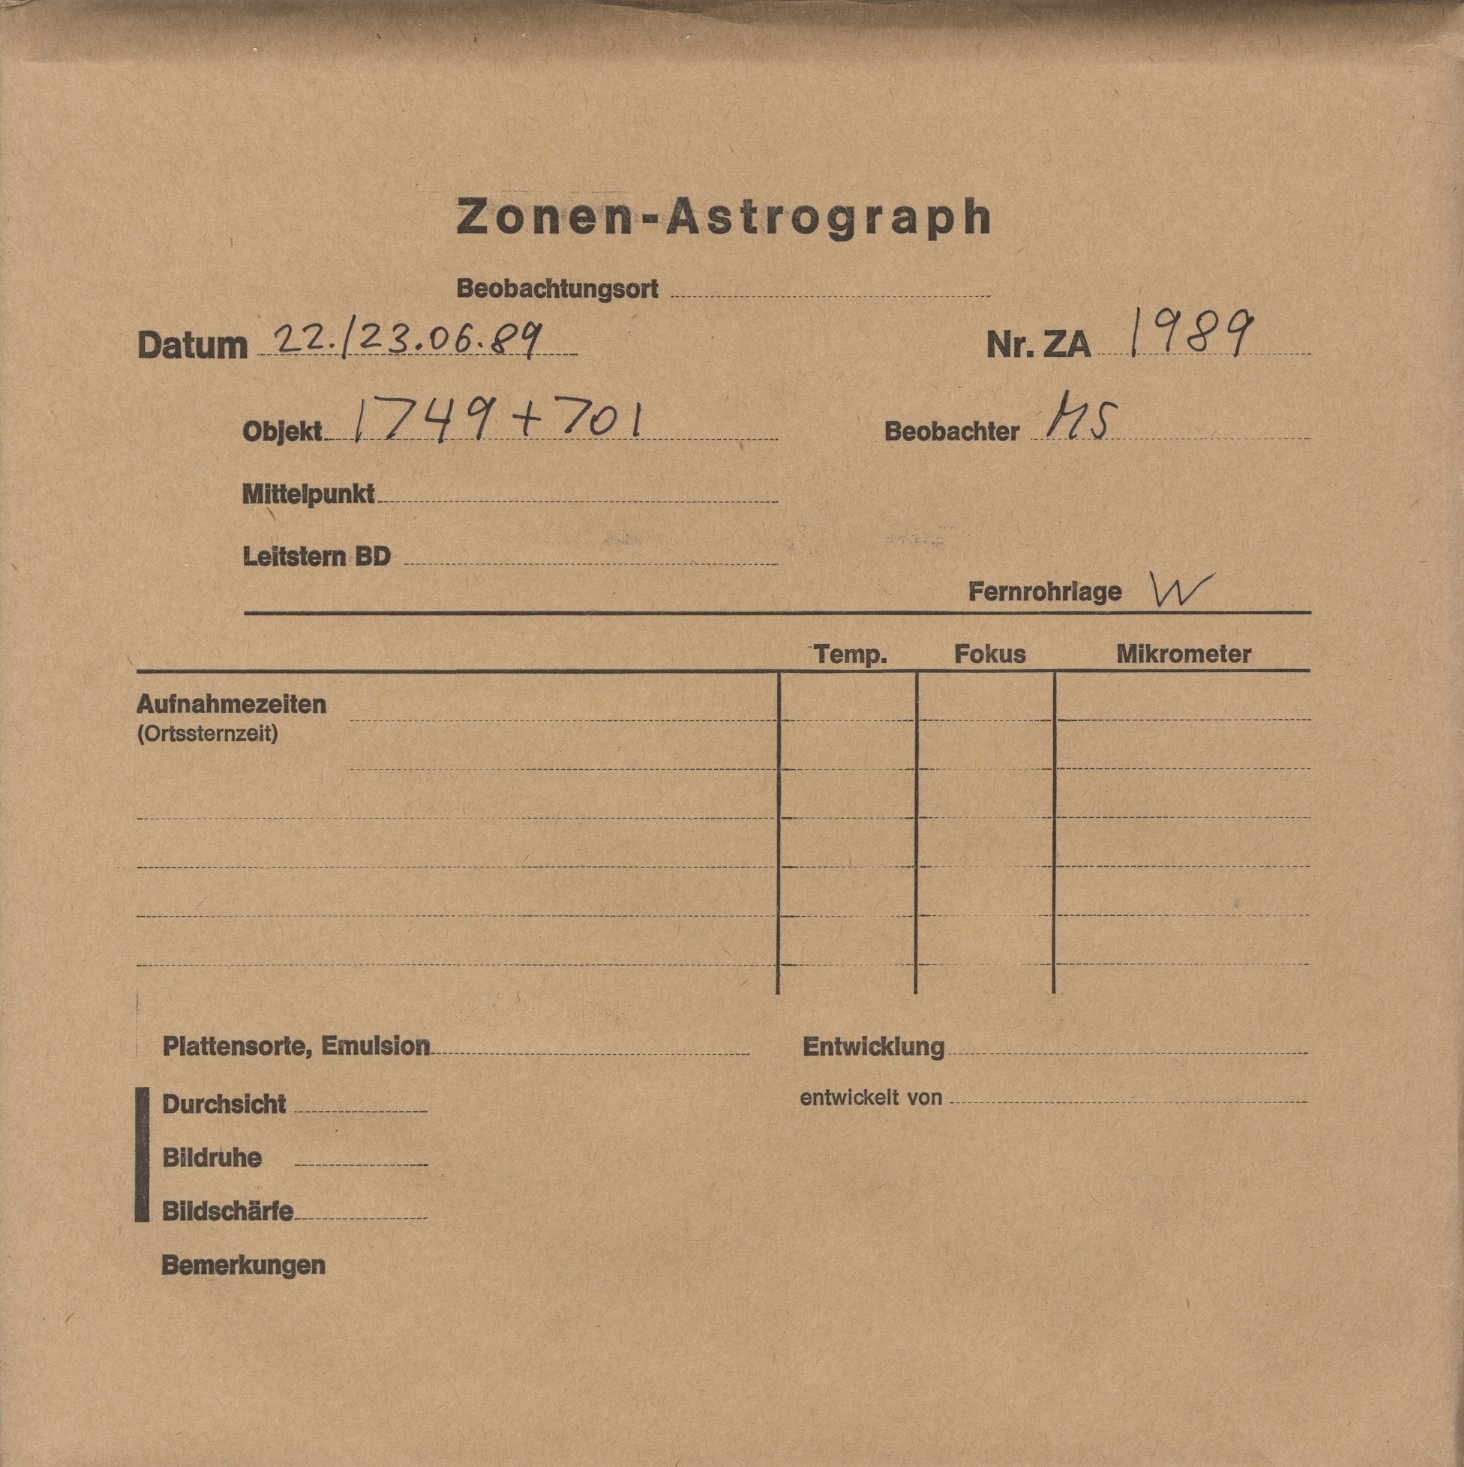 Zonen-Astrograph
Beobachtungsort
Datum 22./23.06.89 Nr. ZA 1989
Objekt 1749+701 Beobachter MS
Mittelpunkt
Leitstern BD
Fernrohrlage W
Temp. Fokus Mikrometer
Aufnahmezeiten
(Ortssternzeit)
Plattensorte, Emulsion Entwicklung
Durchsicht entwickelt von
Bildruhe
Bildschärfe
Bemerkungen